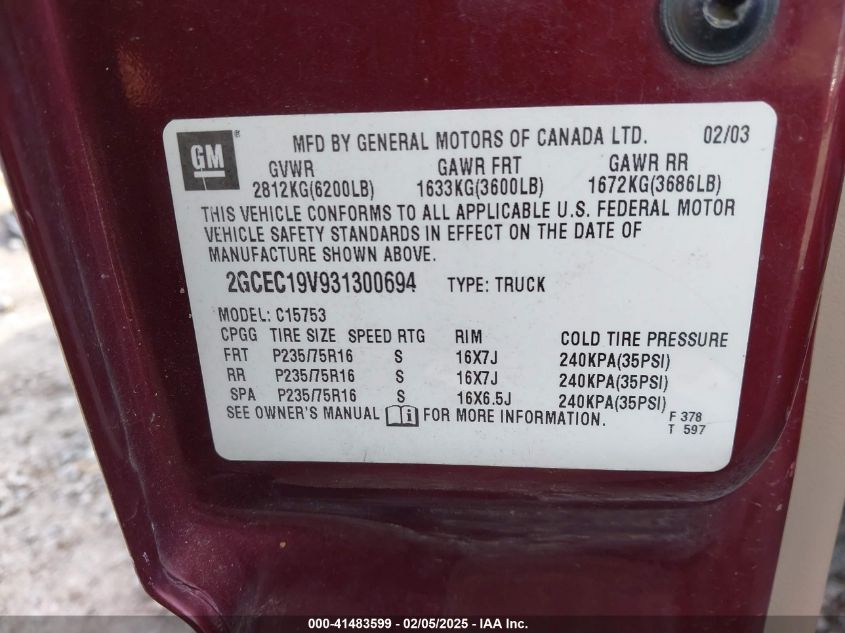 GM® MFD BY GENERAL MOTORS OF CANADA LTD. 02/03
GVWR GAWR FRT GAWR RR
2812KG(6200LB) 1633KG(3600LB) 1672KG(3686LB)
THIS VEHICLE CONFORMS TO ALL APPLICABLE U.S. FEDERAL MOTOR
VEHICLE SAFETY STANDARDS IN EFFECT ON THE DATE OF
MANUFACTURE SHOWN ABOVE.
2GCEC19V931300694 TYPE: TRUCK
MODEL: C15753
CPGG TIRE SIZE SPEED RTG RIM COLD TIRE PRESSURE
FRT P235/75R16 S 16X7J 240KPA(35PSI)
RR P235/75R16 S 16X7J 240KPA(35PSI)
SPA P235/75R16 S 16X6.5J 240KPA(35PSI)
SEE OWNER'S MANUAL FOR MORE INFORMATION. F 378
T 597
000-41483599 - 02/05/2025 - IAA Inc.